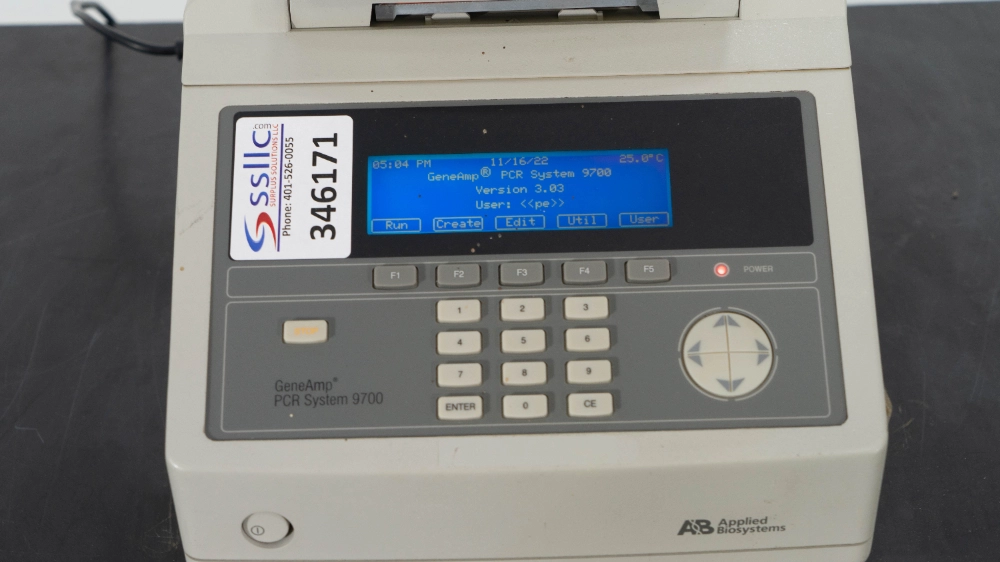 ssllc.com
SURPLUS SOLUTIONS LLC
Phone: 401-526-0055
346171
05:04 PM 11/16/22 25.0°C
GeneAmp® PCR System 9700
Version 3.03
User: <<pe>>
Run Create Edit Util User
F1 F2 F3 F4 F5 POWER
1 2 3
4 5 6
7 8 9
ENTER 0 CE
GeneAmp®
PCR System 9700
AB Applied
Biosystems